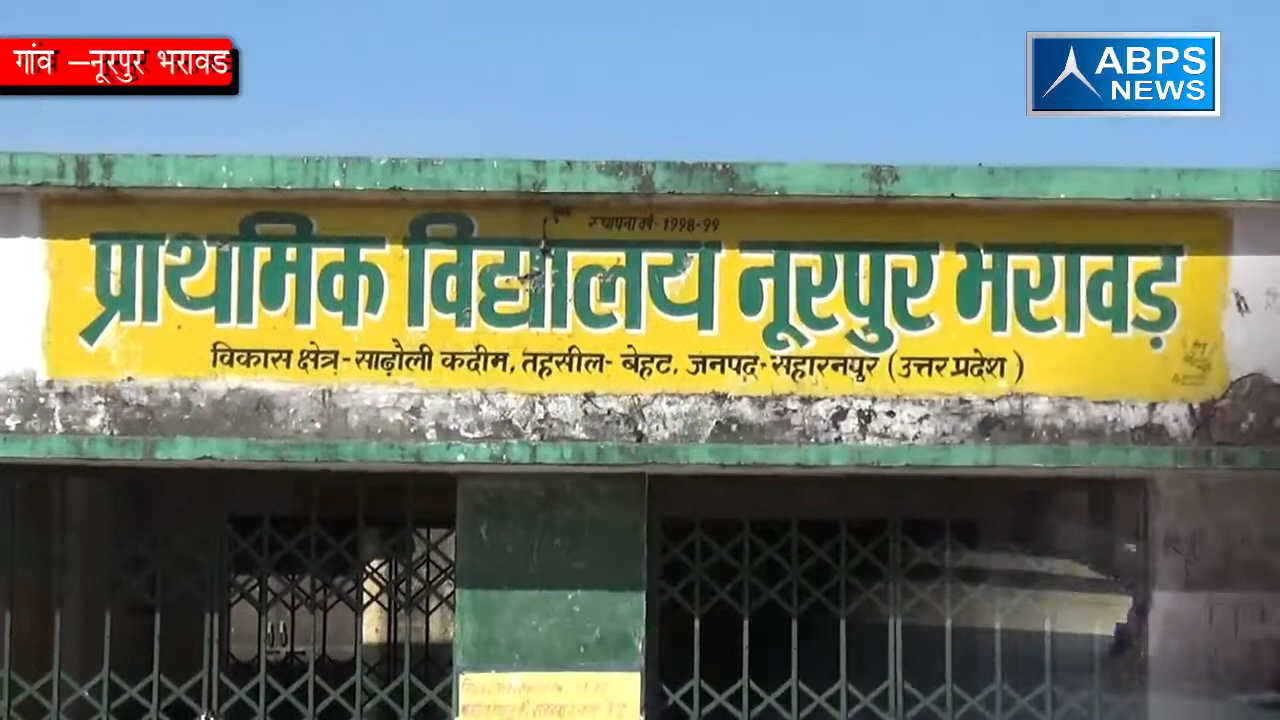 गांव –नूरपुर भरावड
ABPS
NEWS
स्थापना वर्ष- 1998-99
प्राथमिक विद्यालय नूरपुर भरावड़
विकास क्षेत्र-साढ़ोली कदीम, तहसील- बेहट, जनपद-सहारनपुर (उत्तर प्रदेश)